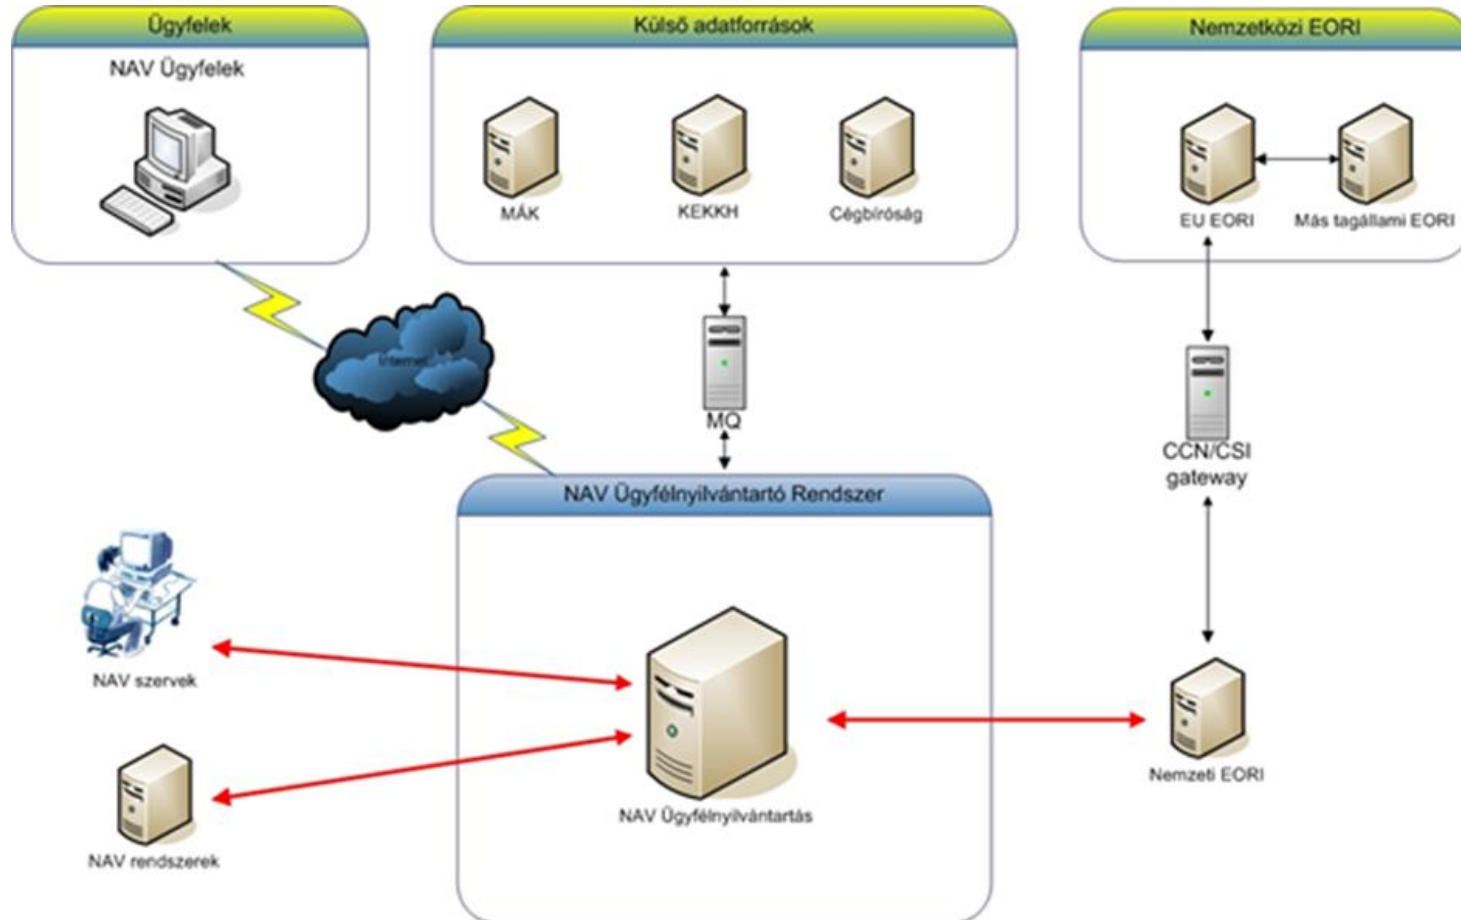 Ügyfelek
NAV Ügyfelek
Külső adatforrások
MÁK
KEKKH
Cégbíróság
Nemzetközi EORI
EU EORI
Más tagállami EORI
Internet
MQ
CCN/CSI
gateway
NAV Ügyfélnyilvántartó Rendszer
NAV szervek
NAV rendszerek
NAV Ügyfélnyilvántartás
Nemzeti EORI